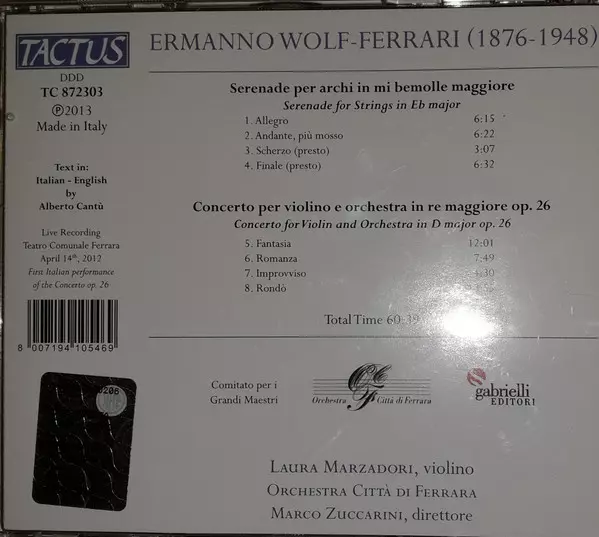 TACTUS
DDD
TC 872303
Ⓟ2013
Made in Italy
Text in:
Italian - English
by
Alberto Cantù
Live Recording
Teatro Comunale Ferrara
April 14th, 2012
First Italian performance
of the Concerto op. 26
8 007194 105469
0206
ERMANNO WOLF-FERRARI (1876-1948)
Serenade per archi in mi bemolle maggiore
Serenade for Strings in Eb major
1. Allegro 6:15
2. Andante, più mosso 6:22
3. Scherzo (presto) 3:07
4. Finale (presto) 6:32
Concerto per violino e orchestra in re maggiore op. 26
Concerto for Violin and Orchestra in D major op. 26
5. Fantasia 12:01
6. Romanza 7:49
7. Improvviso 4:30
8. Rondò
Total Time 60:39
Comitato per i
Grandi Maestri
Orchestra Città di Ferrara
gabrielli
EDITORI
LAURA MARZADORI, violino
ORCHESTRA CITTÀ DI FERRARA
MARCO ZUCCARINI, direttore